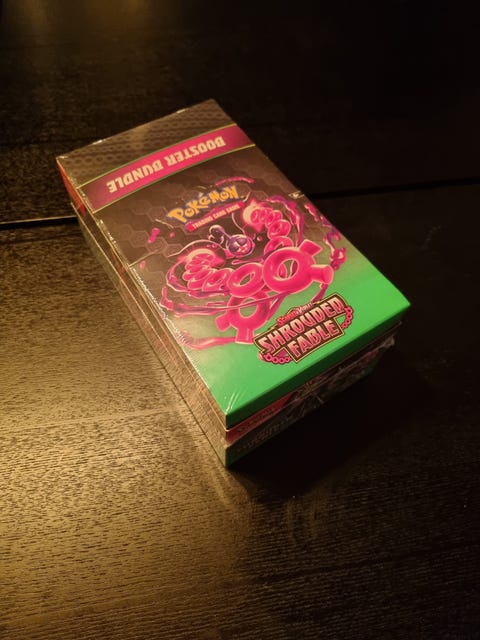 BOOSTER BUNDLE
POKéMON
TRADING CARD GAME
SHROUDED
FABLE